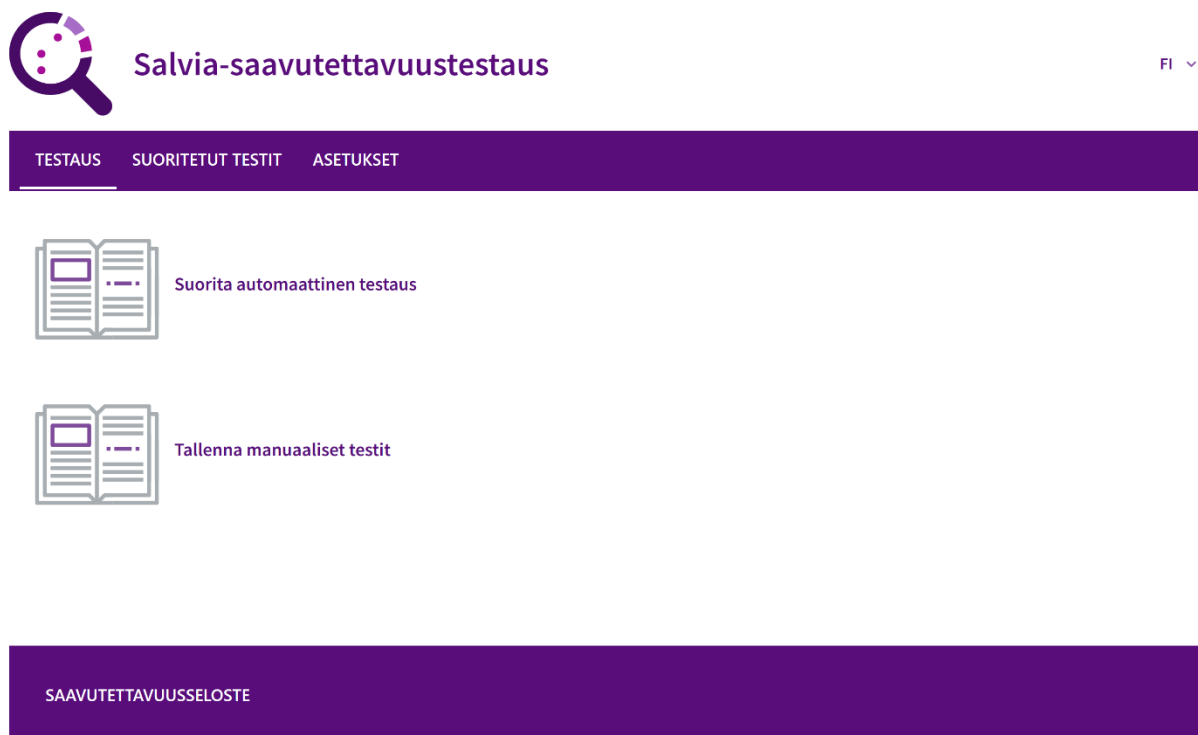 Salvia-saavutettavuustestaus
FI
TESTAUS SUORITETUT TESTIT ASETUKSET
Suorita automaattinen testaus
Tallenna manuaaliset testit
SAAVUTETTAVUUSSELOSTE